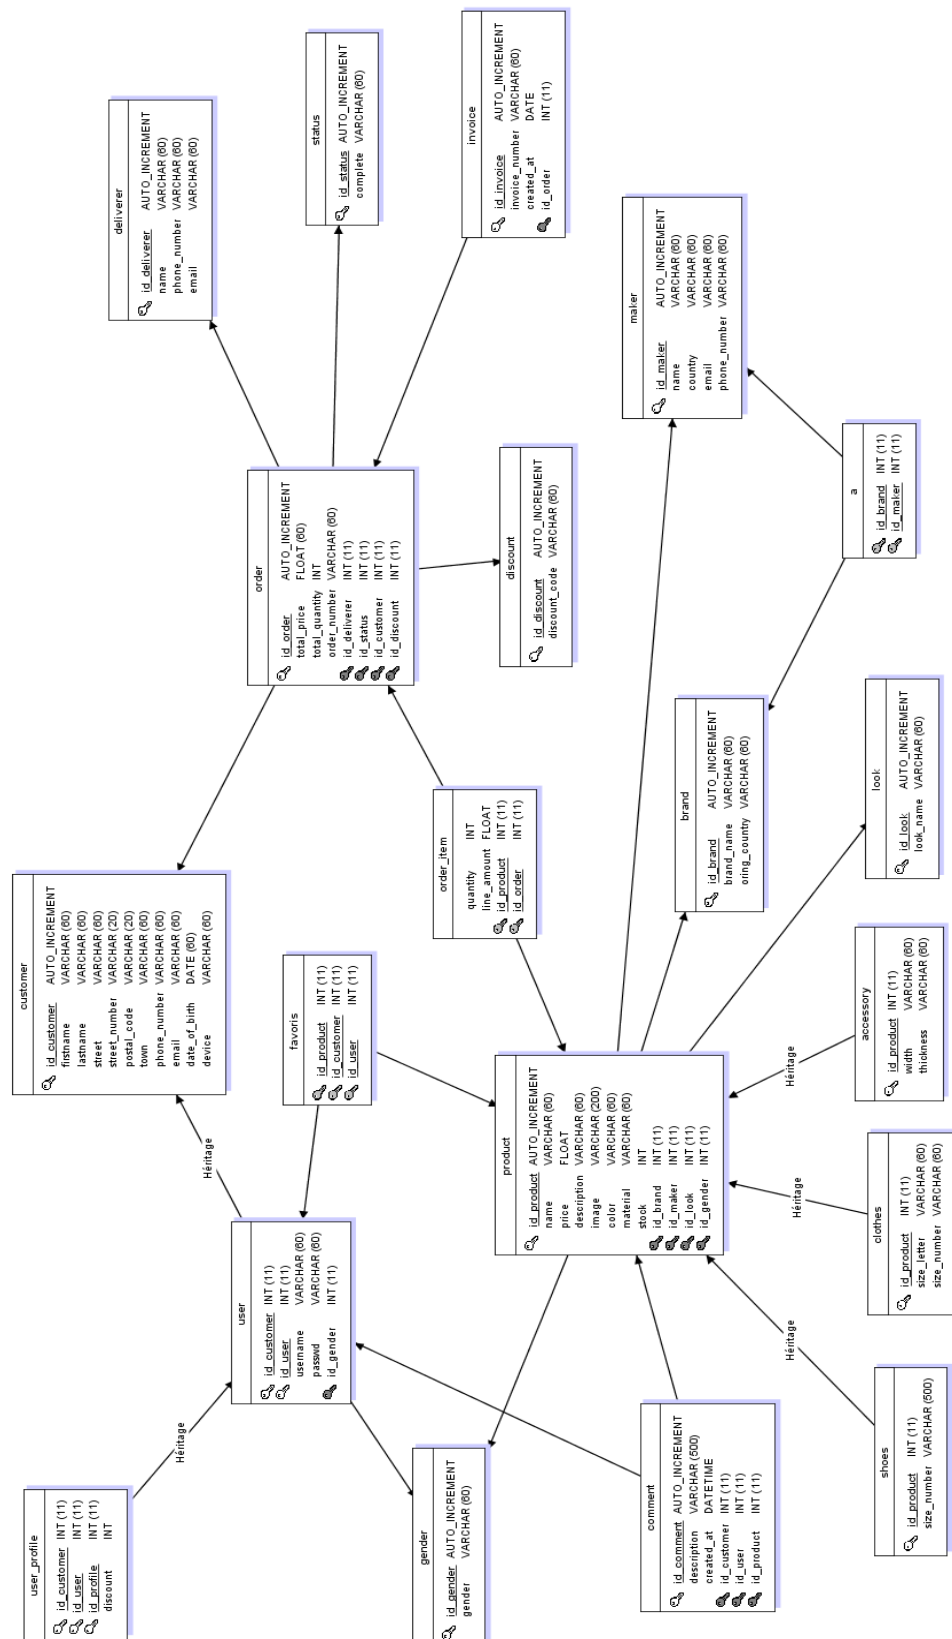 deliverer
id_deliverer AUTO_INCREMENT
name VARCHAR (60)
phone_number VARCHAR (60)
email VARCHAR (60)
status
id_status AUTO_INCREMENT
complete VARCHAR (60)
invoice
id_invoice AUTO_INCREMENT
invoice_number VARCHAR (60)
created_at DATE
id_order INT (11)
maker
id_maker AUTO_INCREMENT
name VARCHAR (60)
country VARCHAR (60)
email VARCHAR (60)
phone_number VARCHAR (60)
order
id_order AUTO_INCREMENT
total_price FLOAT (60)
total_quantity INT
order_number VARCHAR (60)
id_deliverer INT (11)
id_status INT (11)
id_customer INT (11)
id_discount INT (11)
discount
id_discount AUTO_INCREMENT
discount_code VARCHAR (60)
a
id_brand INT (11)
id_maker INT (11)
customer
id_customer AUTO_INCREMENT
firstname VARCHAR (60)
lastname VARCHAR (60)
street VARCHAR (60)
street_number VARCHAR (20)
postal_code VARCHAR (20)
town VARCHAR (60)
phone_number VARCHAR (60)
email VARCHAR (60)
date_of_birth DATE (60)
device VARCHAR (60)
order_item
quantity INT
line_amount FLOAT
id_product INT (11)
id_order INT (11)
brand
id_brand AUTO_INCREMENT
brand_name VARCHAR (60)
oring_country VARCHAR (60)
look
id_look AUTO_INCREMENT
look_name VARCHAR (60)
favoris
id_product INT (11)
id_customer INT (11)
id_user INT (11)
accessory
id_product INT (11)
width VARCHAR (60)
thickness VARCHAR (60)
Héritage
product
id_product AUTO_INCREMENT
name VARCHAR (60)
price FLOAT
description VARCHAR (60)
image VARCHAR (200)
color VARCHAR (60)
material VARCHAR (60)
stock INT
id_brand INT (11)
id_maker INT (11)
id_look INT (11)
id_gender INT (11)
Héritage
user
id_customer INT (11)
id_user INT (11)
username VARCHAR (60)
passwd VARCHAR (60)
id_gender INT (11)
Héritage
clothes
id_product INT (11)
size_letter VARCHAR (60)
size_number VARCHAR (60)
Héritage
shoes
id_product INT (11)
size_number VARCHAR (500)
Héritage
user_profile
id_customer INT (11)
id_user INT (11)
id_profile INT (11)
discount INT
gender
id_gender AUTO_INCREMENT
gender VARCHAR (60)
comment
id_comment AUTO_INCREMENT
description VARCHAR (500)
created_at DATETIME
id_customer INT (11)
id_user INT (11)
id_product INT (11)